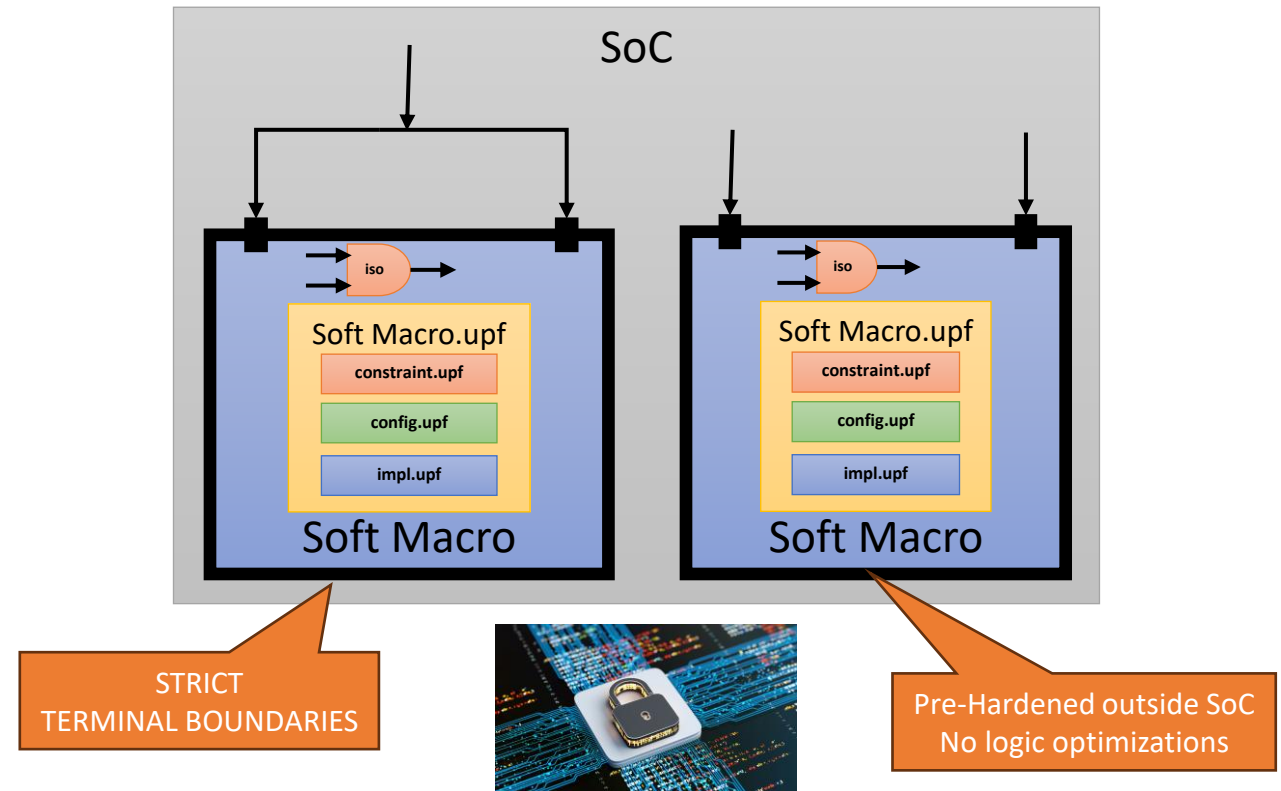 SoC
iso
Soft Macro.upf
constraint.upf
config.upf
impl.upf
Soft Macro
iso
Soft Macro.upf
constraint.upf
config.upf
impl.upf
Soft Macro
STRICT
TERMINAL BOUNDARIES
Pre-Hardened outside SoC
No logic optimizations